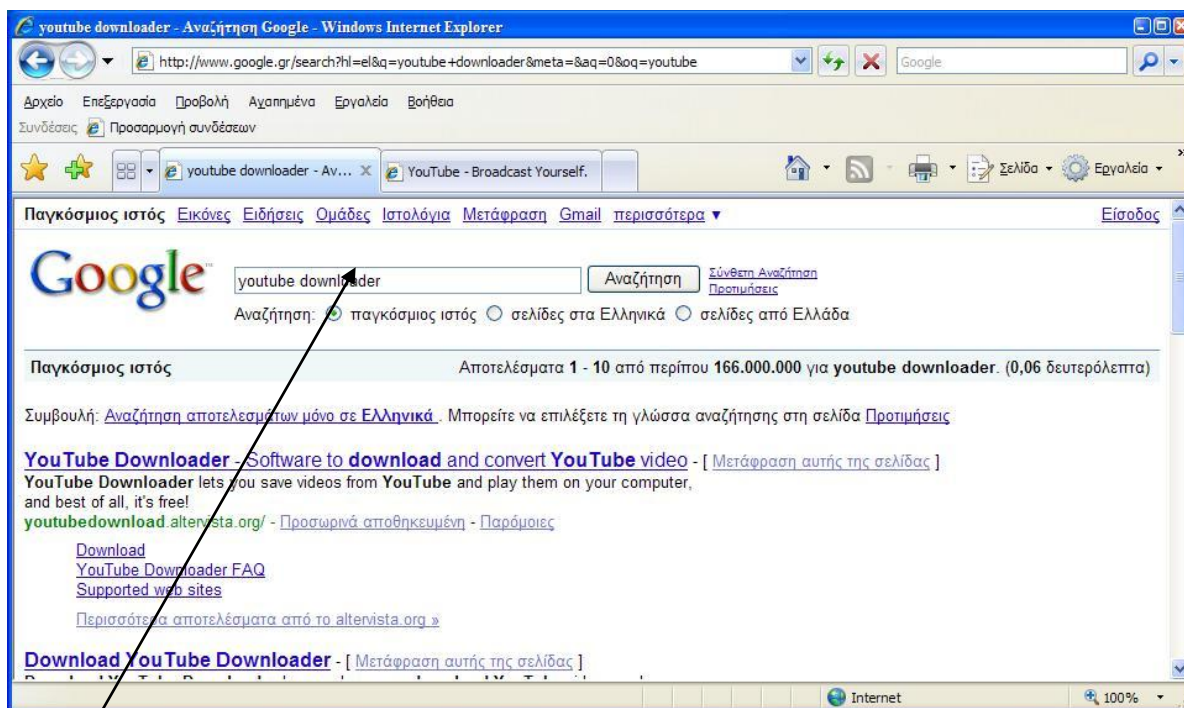 youtube downloader - Αναζήτηση Google - Windows Internet Explorer
http://www.google.gr/search?hl=el&q=youtube+downloader&meta=&aq=0&oq=youtube Google
Αρχείο Επεξεργασία Προβολή Αγαπημένα Εργαλεία Βοήθεια
Συνδέσεις Προσαρμογή συνδέσεων
youtube downloader - Αν... YouTube - Broadcast Yourself. Σελίδα Εργαλεία
Παγκόσμιος ιστός Εικόνες Ειδήσεις Ομάδες Ιστολόγια Μετάφραση Gmail περισσότερα ▼ Είσοδος
Google™ youtube downloader Αναζήτηση Σύνθετη Αναζήτηση
Προτιμήσεις
Αναζήτηση: παγκόσμιος ιστός σελίδες στα Ελληνικά σελίδες από Ελλάδα
Παγκόσμιος ιστός Αποτελέσματα 1 - 10 από περίπου 166.000.000 για youtube downloader. (0,06 δευτερόλεπτα)
Συμβουλή: Αναζήτηση αποτελεσμάτων μόνο σε Ελληνικά . Μπορείτε να επιλέξετε τη γλώσσα αναζήτησης στη σελίδα Προτιμήσεις
YouTube Downloader - Software to download and convert YouTube video - [ Μετάφραση αυτής της σελίδας ]
YouTube Downloader lets you save videos from YouTube and play them on your computer,
and best of all, it's free!
youtubedownload.altervista.org/ - Προσωρινά αποθηκευμένη - Παρόμοιες
Download
YouTube Downloader FAQ
Supported web sites
Περισσότερα αποτελέσματα από το altervista.org »
Download YouTube Downloader - [ Μετάφραση αυτής της σελίδας ]
Internet 100%